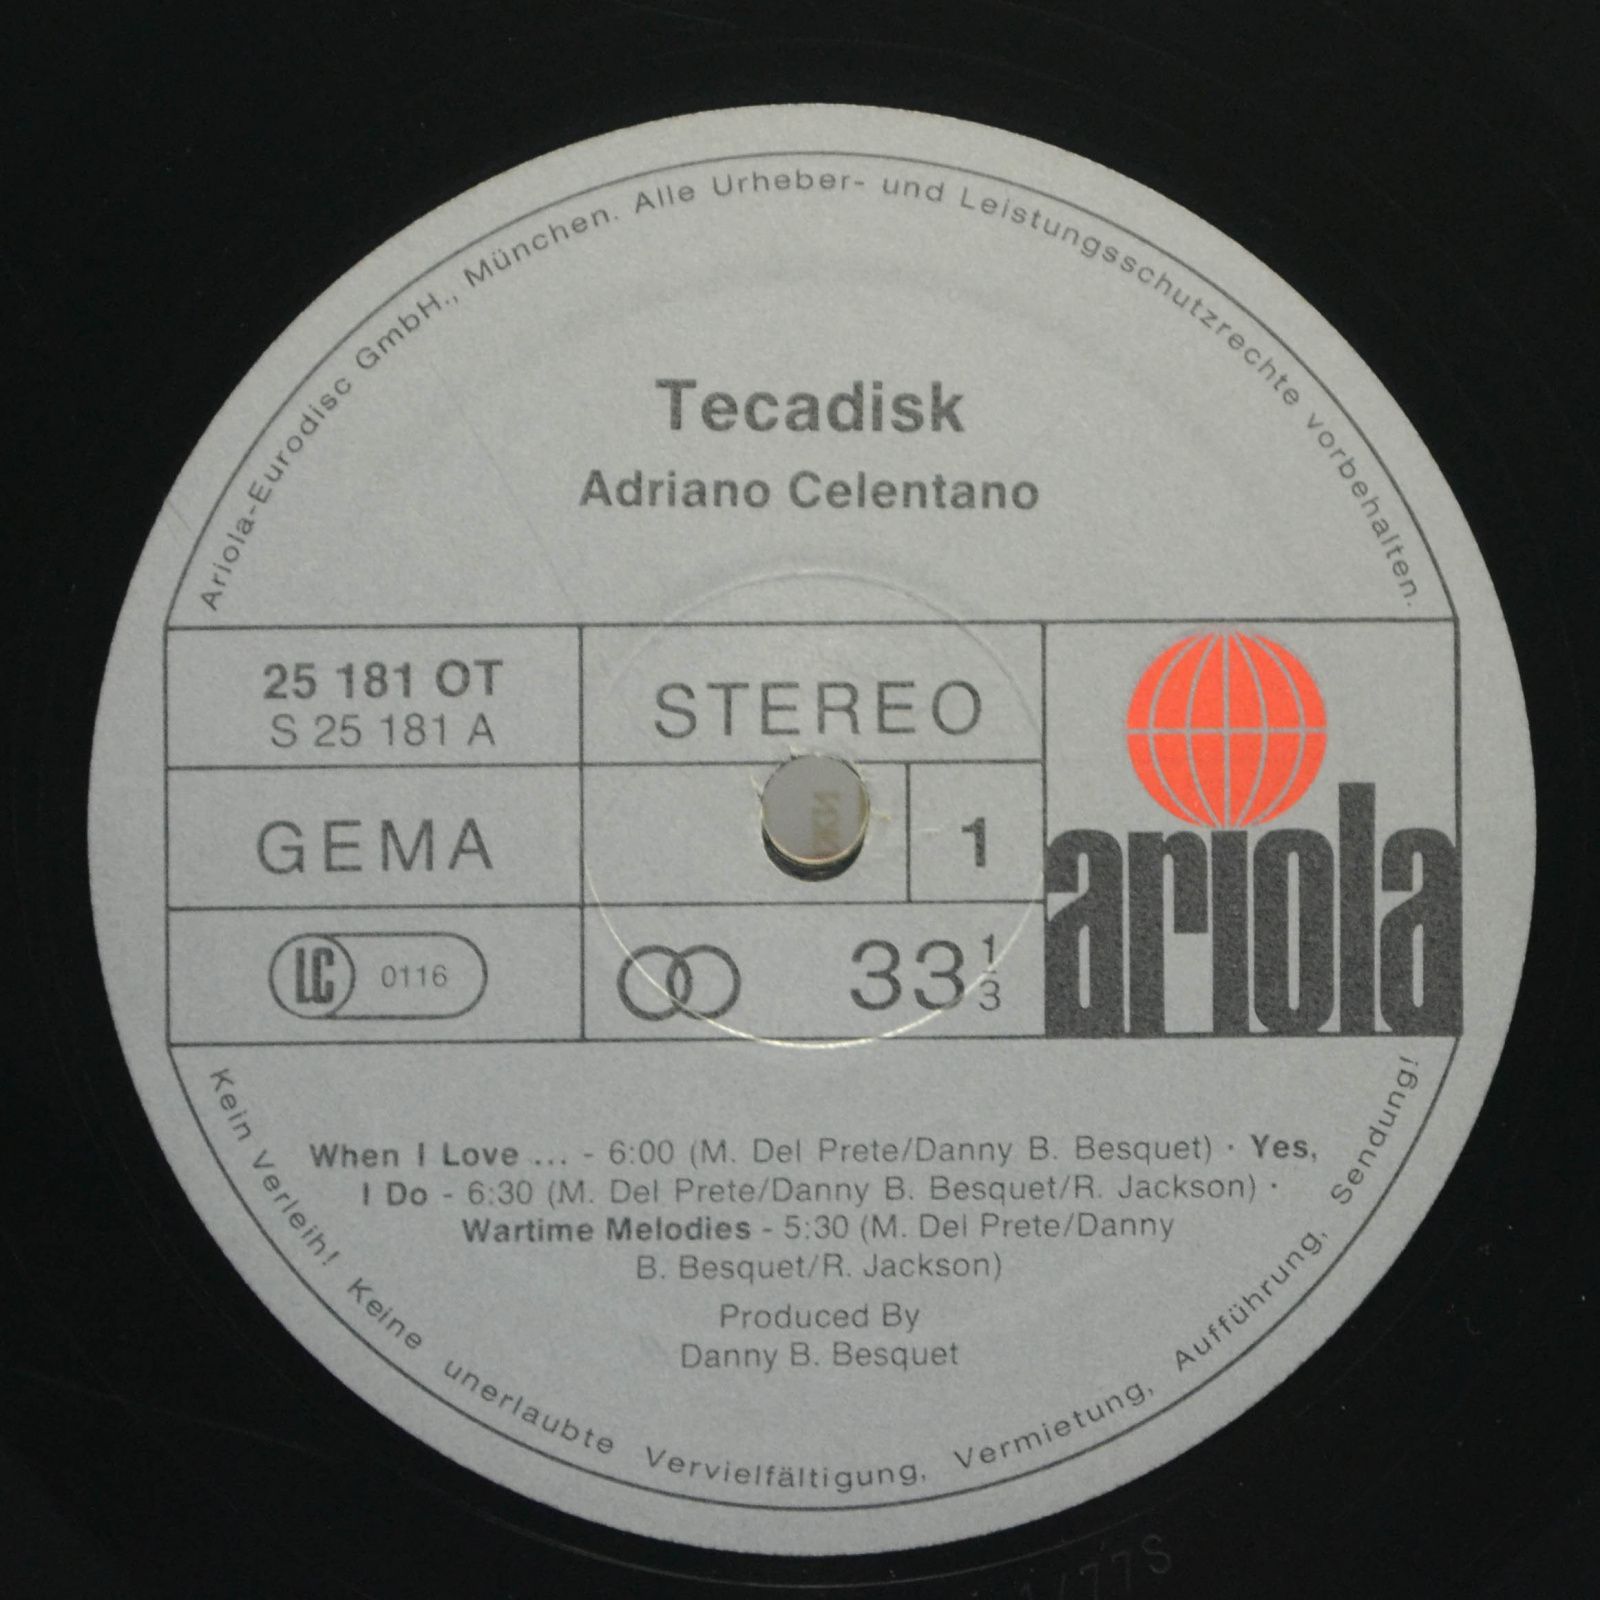 Ariola-Eurodisc GmbH., München. Alle Urheber- und Leistungsschutzrechte vorbehalten.
Tecadisk
Adriano Celentano
25 181 OT
S 25 181 A
STEREO
GEMA
1
LC 0116
33 1/3
ariola
When I Love ... - 6:00 (M. Del Prete/Danny B. Besquet) · Yes,
I Do - 6:30 (M. Del Prete/Danny B. Besquet/R. Jackson) ·
Wartime Melodies - 5:30 (M. Del Prete/Danny
B. Besquet/R. Jackson)
Produced By
Danny B. Besquet
Kein Verleih! Keine unerlaubte Vervielfältigung, Vermietung, Aufführung, Sendung!